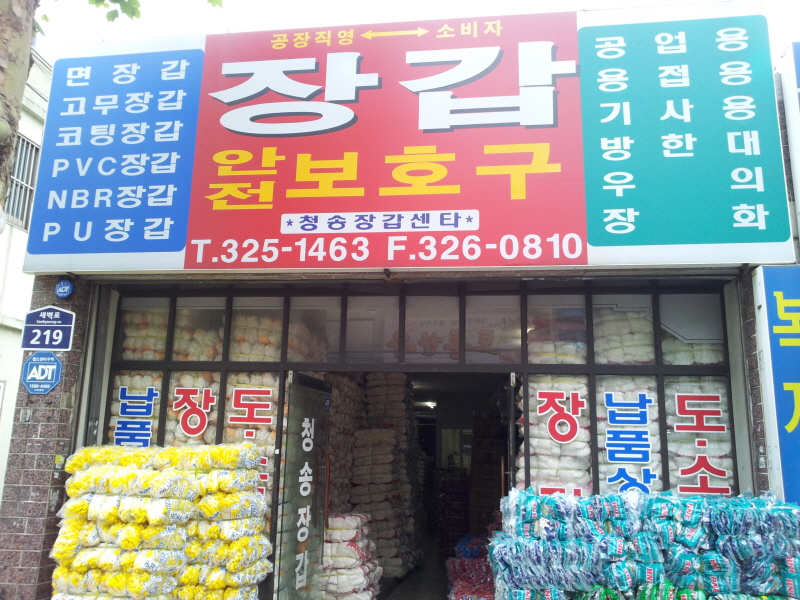 공장직영 ↔ 소비자
장갑
안전보호구
*청송장갑센타*
T.325-1463 F.326-0810
면장갑
고무장갑
코팅장갑
PVC장갑
NBR장갑
PU장갑
공업용
용접용
기사용
방한대
우의
장화
ADT
새벽로
219
ADT
납품
장
도·
청송장갑
장
납품상
도·소